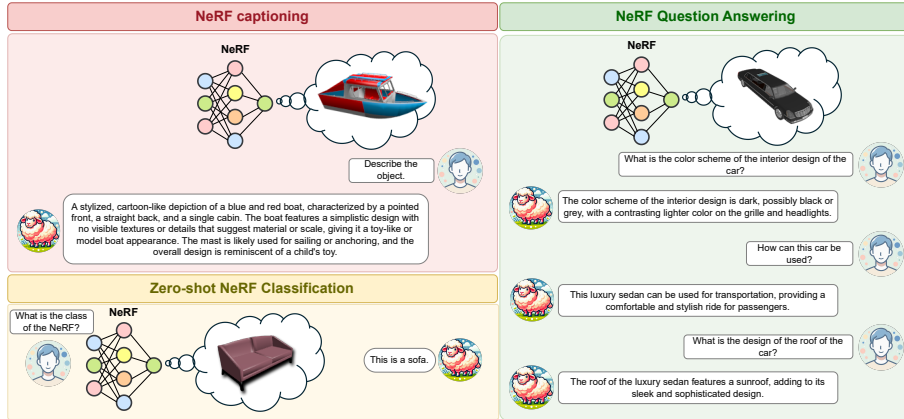 NeRF captioning
NeRF
Describe the
object.
A stylized, cartoon-like depiction of a blue and red boat, characterized by a pointed
front, a straight back, and a single cabin. The boat features a simplistic design with
no visible textures or details that suggest material or scale, giving it a toy-like or
model boat appearance. The mast is likely used for sailing or anchoring, and the
overall design is reminiscent of a child's toy.
Zero-shot NeRF Classification
What is the class
of the NeRF?
NeRF
This is a sofa.
NeRF Question Answering
NeRF
What is the color scheme of the interior design of the
car?
The color scheme of the interior design is dark, possibly black or
grey, with a contrasting lighter color on the grille and headlights.
How can this car be
used?
This luxury sedan can be used for transportation, providing a
comfortable and stylish ride for passengers.
What is the design of the roof of the
car?
The roof of the luxury sedan features a sunroof, adding to its
sleek and sophisticated design.